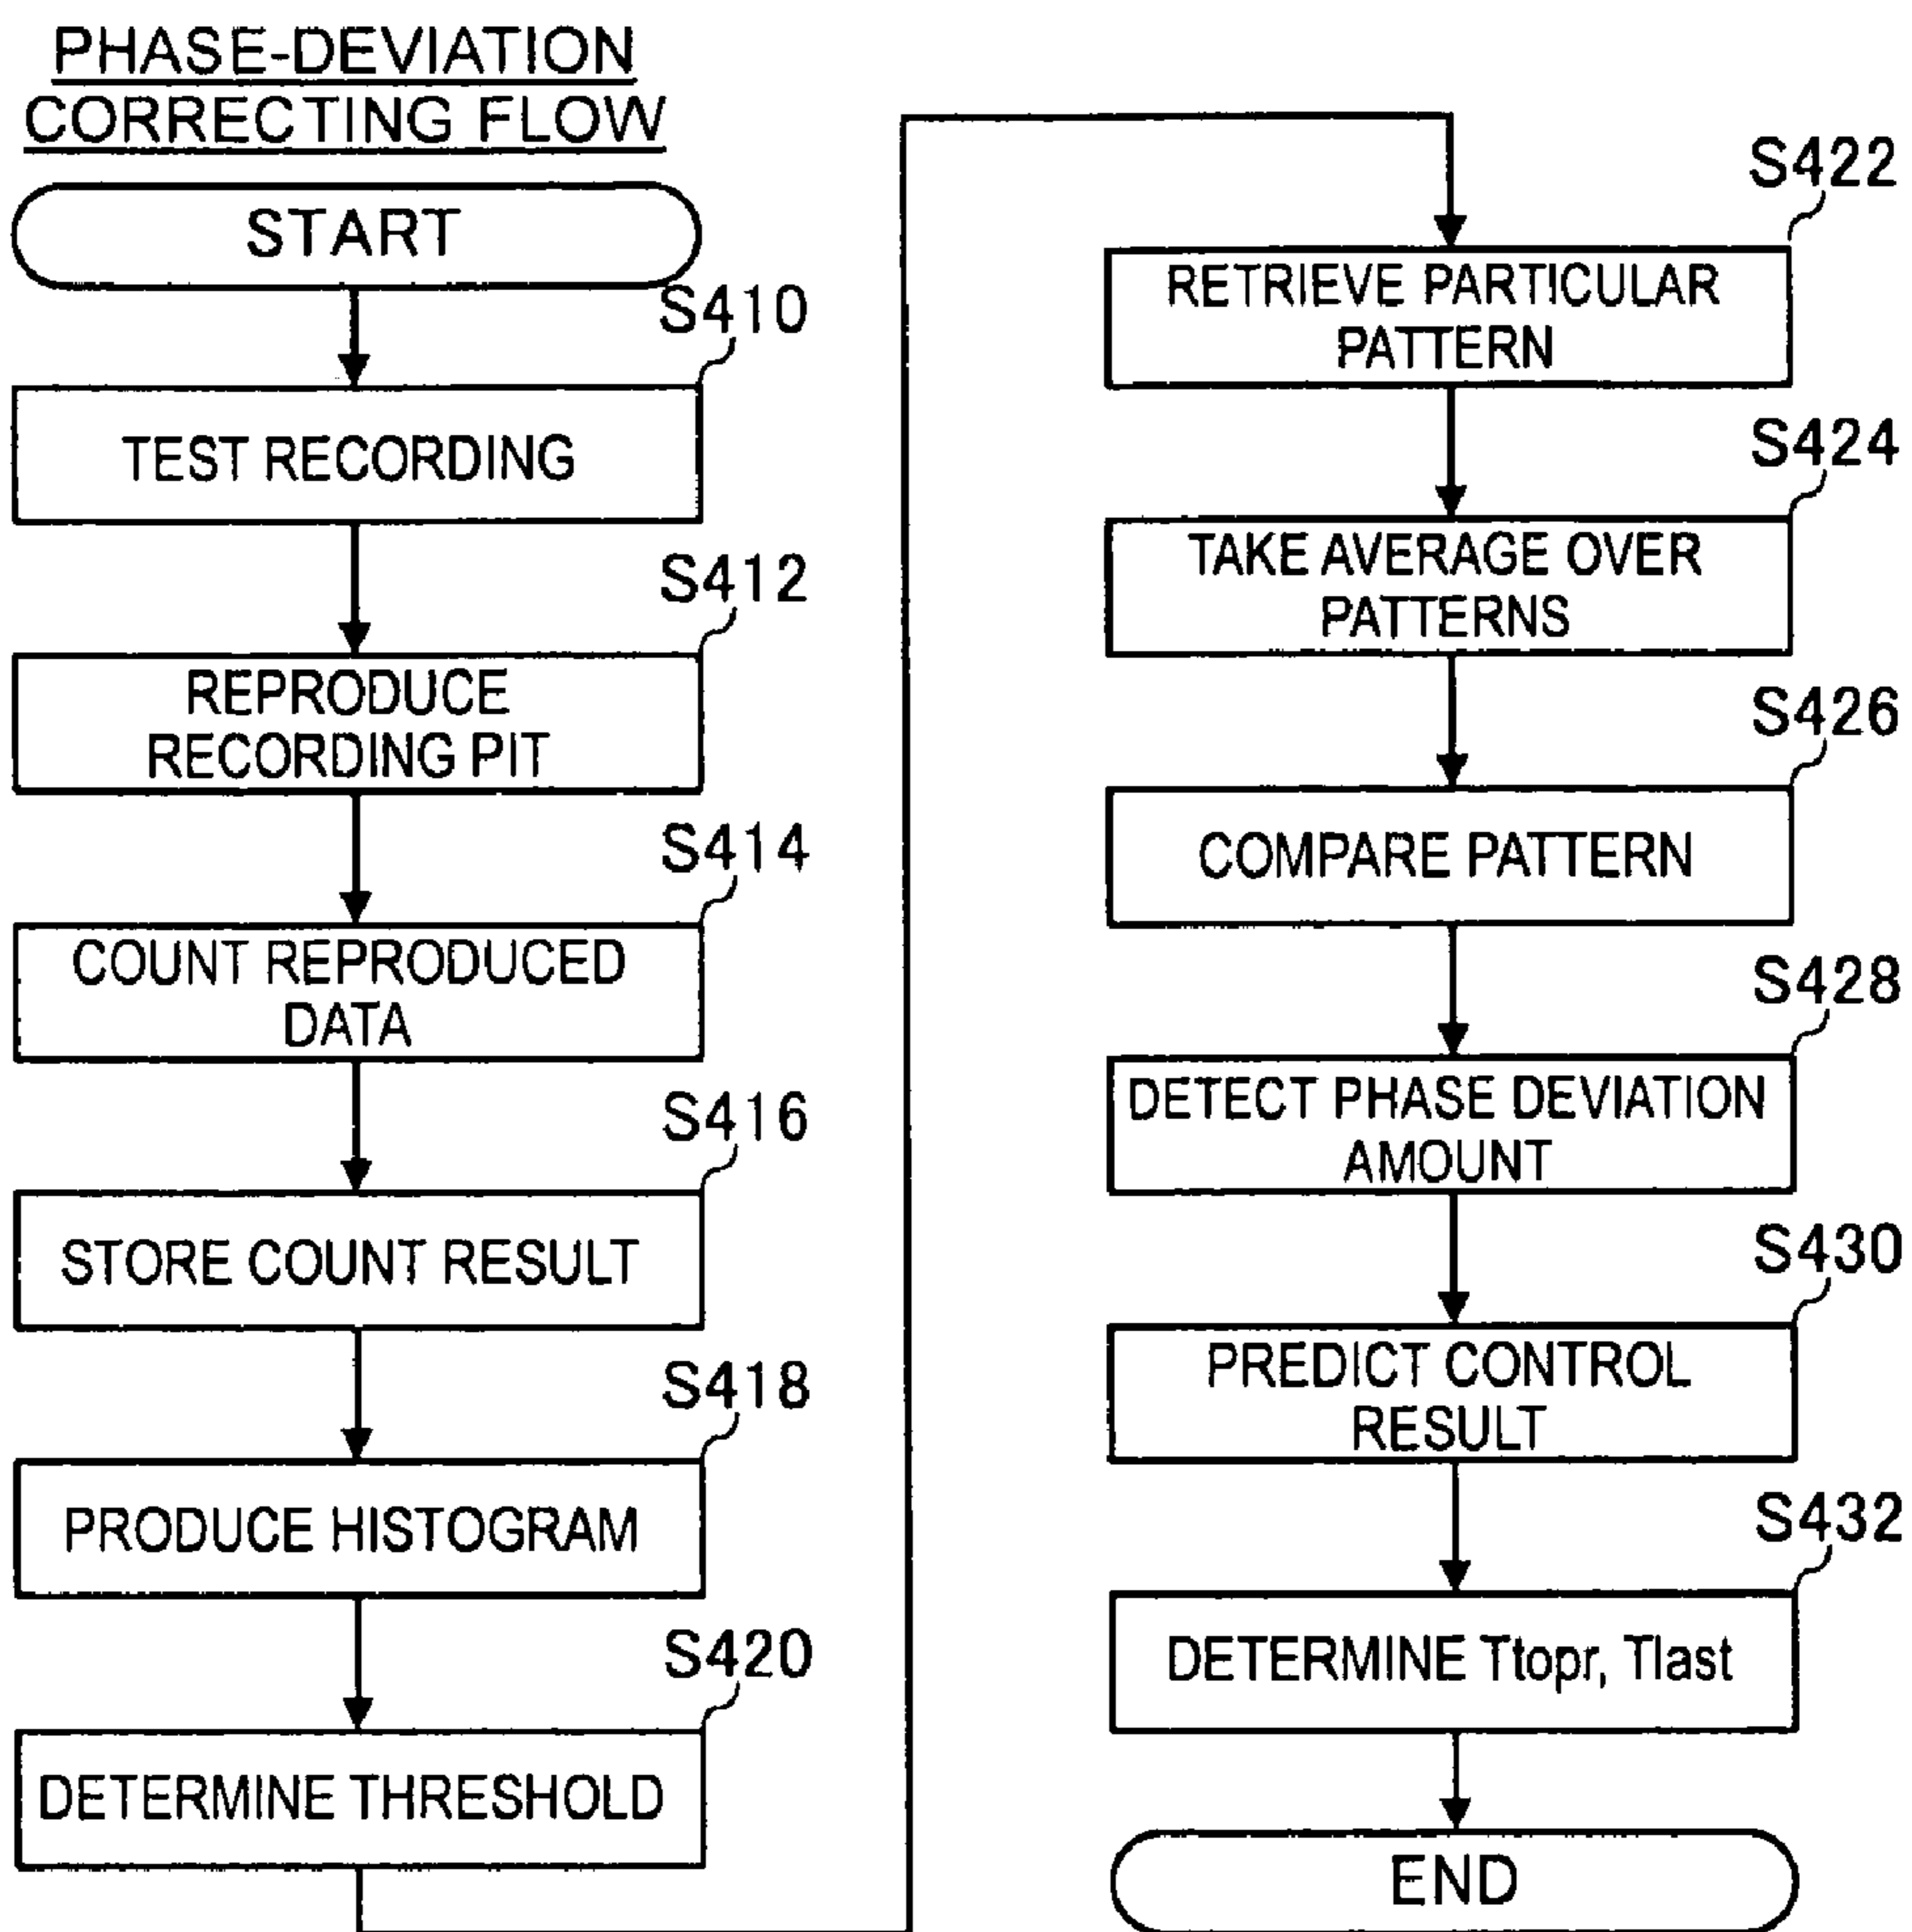 PHASE-DEVIATION
CORRECTING FLOW
START
S410
TEST RECORDING
S412
REPRODUCE
RECORDING PIT
S414
COUNT REPRODUCED
DATA
S416
STORE COUNT RESULT
S418
PRODUCE HISTOGRAM
S420
DETERMINE THRESHOLD
S422
RETRIEVE PARTICULAR
PATTERN
S424
TAKE AVERAGE OVER
PATTERNS
S426
COMPARE PATTERN
S428
DETECT PHASE DEVIATION
AMOUNT
S430
PREDICT CONTROL
RESULT
S432
DETERMINE Ttopr, Tlast
END